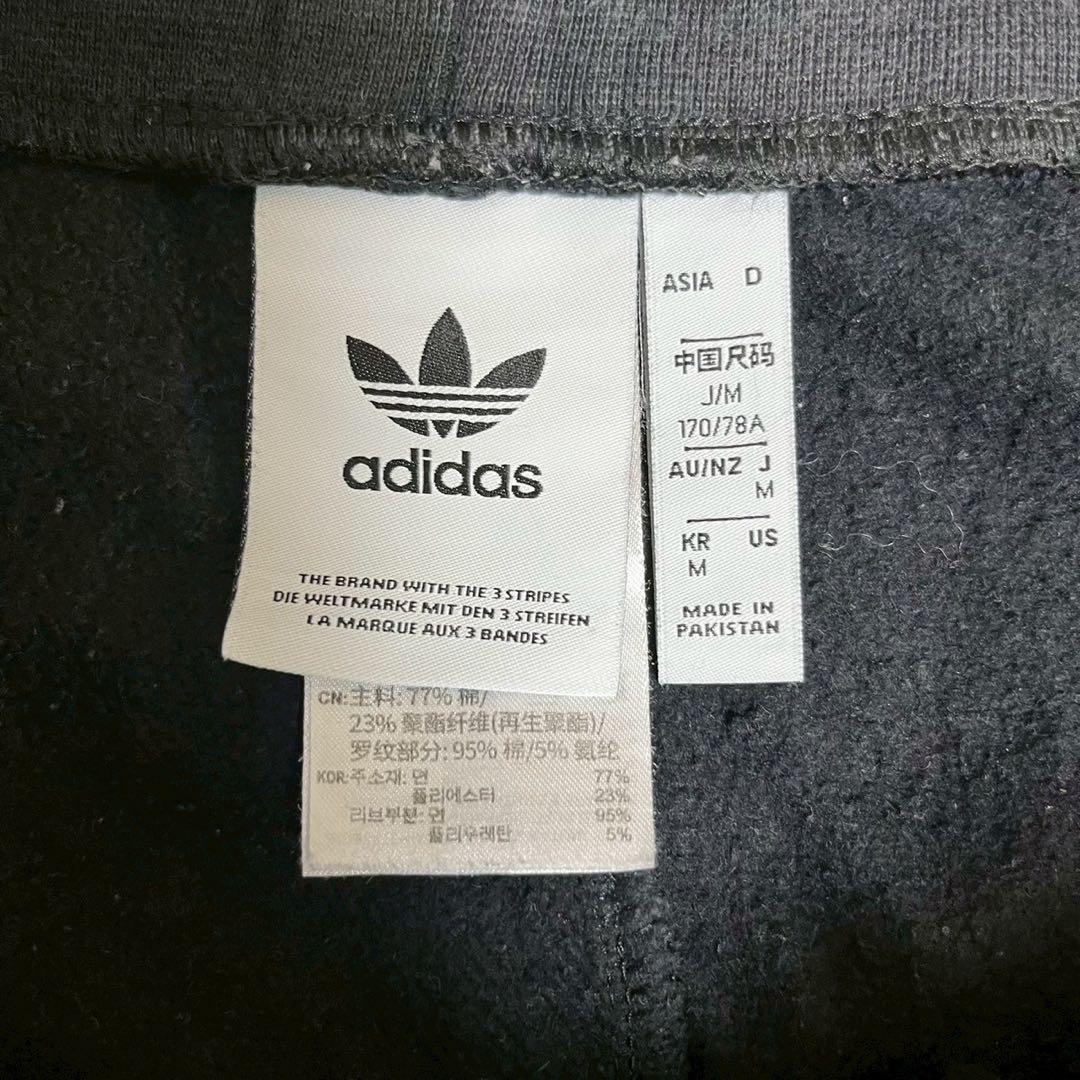 adidas
THE BRAND WITH THE 3 STRIPES
DIE WELTMARKE MIT DEN 3 STREIFEN
LA MARQUE AUX 3 BANDES
ASIA D
中国尺码
J/M
170/78A
AU/NZ J
M
KR US
M
MADE IN
PAKISTAN
CN:主料: 77% 棉/
23% 聚酯纤维(再生聚酯)/
罗纹部分: 95% 棉/5% 氨纶
KOR:주소재: 면 77%
폴리에스터 23%
리브부분: 면 95%
폴리우레탄 5%